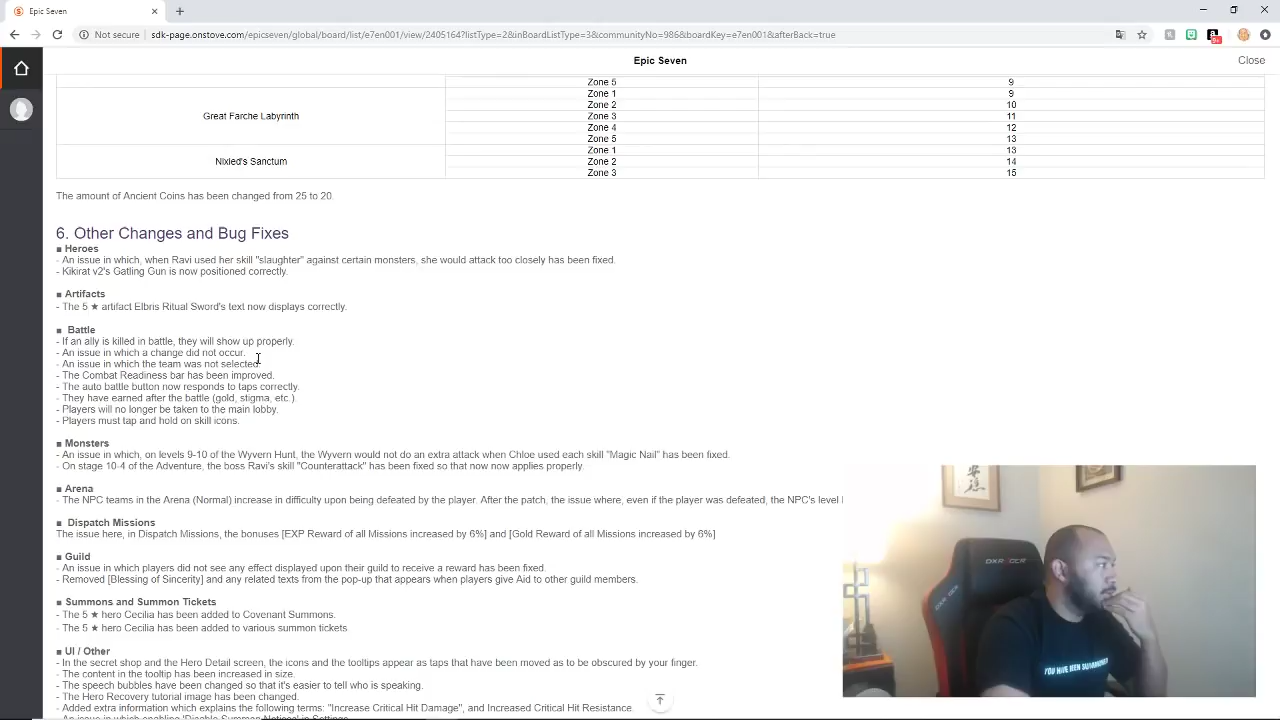 Epic Seven
Not secure | sdk-page.onstove.com/epicseven/global/board/list/e7en001/view/2405164?listType=2&inBoardListType=3&communityNo=986&boardKey=e7en001&afterBack=true
Epic Seven
Close
Zone 5 9
Great Farche Labyrinth
Zone 1 9
Zone 2 10
Zone 3 11
Zone 4 12
Zone 5 13
Nixied's Sanctum
Zone 1 13
Zone 2 14
Zone 3 15
The amount of Ancient Coins has been changed from 25 to 20.
6. Other Changes and Bug Fixes
■ Heroes
- An issue in which, when Ravi used her skill "slaughter" against certain monsters, she would attack too closely has been fixed.
- Kikirat v2's Gatling Gun is now positioned correctly.
■ Artifacts
- The 5 ★ artifact Elbris Ritual Sword's text now displays correctly.
■ Battle
- If an ally is killed in battle, they will show up properly.
- An issue in which a change did not occur.
- An issue in which the team was not selected.
- The Combat Readiness bar has been improved.
- The auto battle button now responds to taps correctly.
- They have earned after the battle (gold, stigma, etc.).
- Players will no longer be taken to the main lobby.
- Players must tap and hold on skill icons.
■ Monsters
- An issue in which, on levels 9-10 of the Wyvern Hunt, the Wyvern would not do an extra attack when Chloe used each skill "Magic Nail" has been fixed.
- On stage 10-4 of the Adventure, the boss Ravi's skill "Counterattack" has been fixed so that now now applies properly.
■ Arena
- The NPC teams in the Arena (Normal) increase in difficulty upon being defeated by the player. After the patch, the issue where, even if the player was defeated, the NPC's level
■ Dispatch Missions
The issue here, in Dispatch Missions, the bonuses [EXP Reward of all Missions increased by 6%] and [Gold Reward of all Missions increased by 6%]
■ Guild
- An issue in which players did not see any effect displayed upon their guild to receive a reward has been fixed.
- Removed [Blessing of Sincerity] and any related texts from the pop-up that appears when players give Aid to other guild members.
■ Summons and Summon Tickets
- The 5 ★ hero Cecilia has been added to Covenant Summons.
- The 5 ★ hero Cecilia has been added to various summon tickets
■ UI / Other
- In the secret shop and the Hero Detail screen, the icons and the tooltips appear as taps that have been moved as to be obscured by your finger.
- The content in the tooltip has been increased in size.
- The speech bubbles have been changed so that it's easier to tell who is speaking.
- The Hero Recovery tutorial image has been changed.
- Added extra information which explains the following terms: "Increase Critical Hit Damage", and Increased Critical Hit Resistance.
- An issue in which enabling 'Disable Summon Notices' in Settings
DXRACER